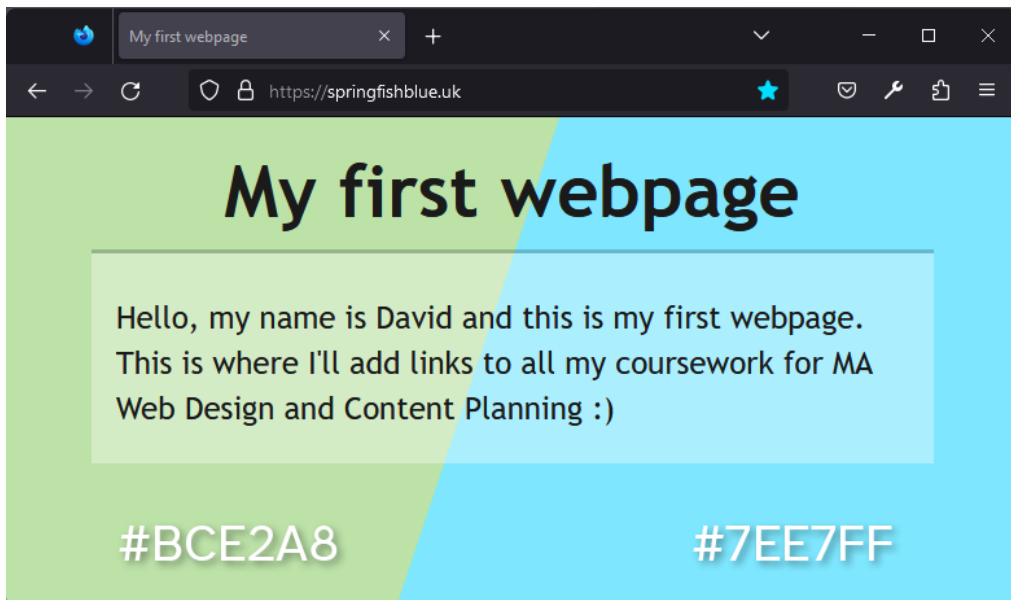 My first webpage
https://springfishblue.uk
My first webpage
Hello, my name is David and this is my first webpage.
This is where I'll add links to all my coursework for MA
Web Design and Content Planning :)
#BCE2A8
#7EE7FF